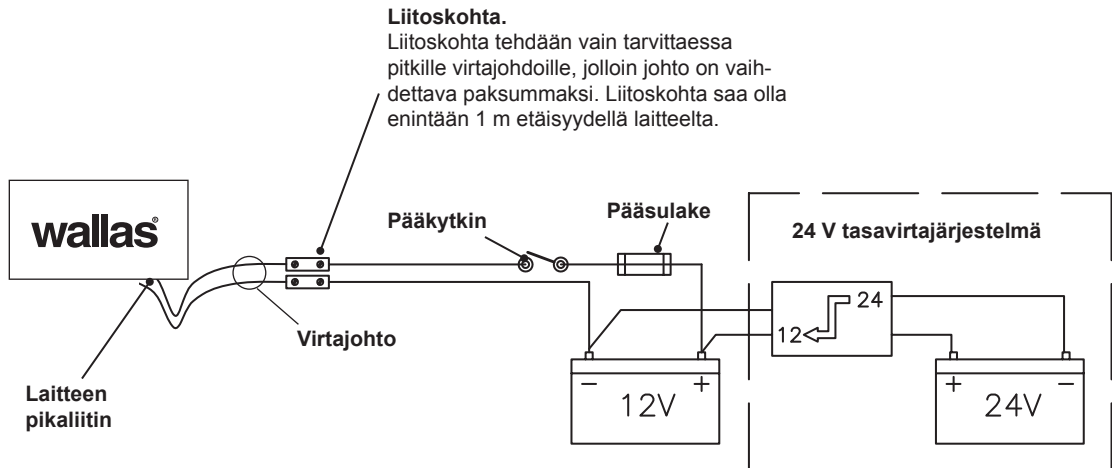 Liitoskohta.
Liitoskohta tehdään vain tarvittaessa
pitkille virtajohdoille, jolloin johto on vaih-
dettava paksummaksi. Liitoskohta saa olla
enintään 1 m etäisyydellä laitteelta.
wallas®
Pääkytkin
Pääsulake
24 V tasavirtajärjestelmä
24
12
Virtajohto
Laitteen
pikaliitin
− +
12V
+ −
24V